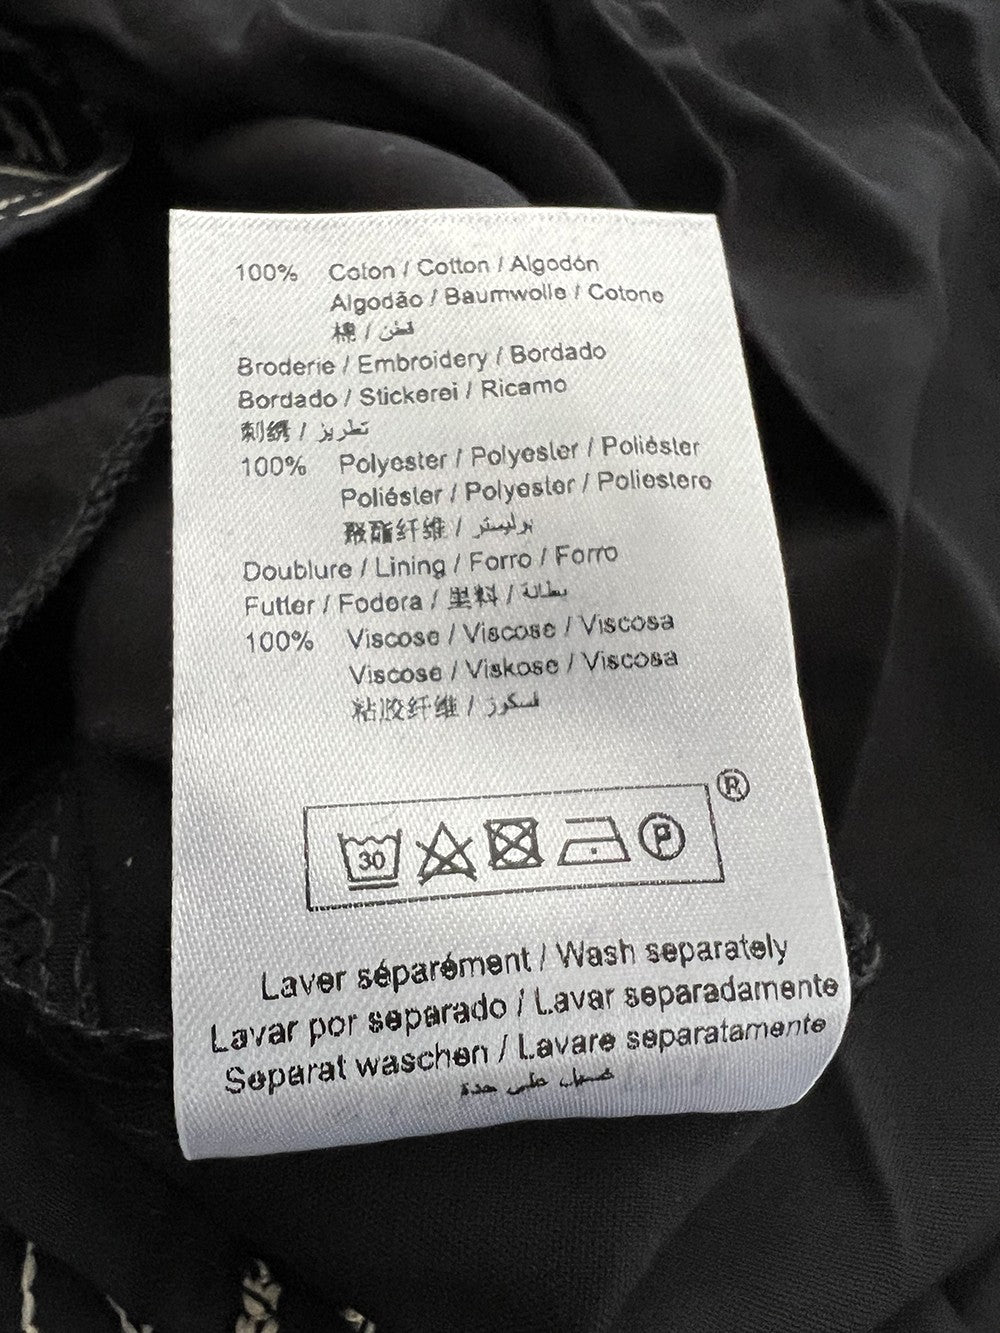 100% Coton / Cotton / Algodón
Algodão / Baumwolle / Cotone
棉 / قطن
Broderie / Embroidery / Bordado
Bordado / Stickerei / Ricamo
刺绣 / تطريز
100% Polyester / Polyester / Poliéster
Poliéster / Polyester / Poliestere
聚酯纤维 / بوليستر
Doublure / Lining / Forro / Forro
Futter / Fodera / 里料 / بطانة
100% Viscose / Viscose / Viscosa
Viscose / Viskose / Viscosa
粘胶纤维 / فسكوز
®
30 P
Laver séparément / Wash separately
Lavar por separado / Lavar separadamente
Separat waschen / Lavare separatamente
غسيل على حدة